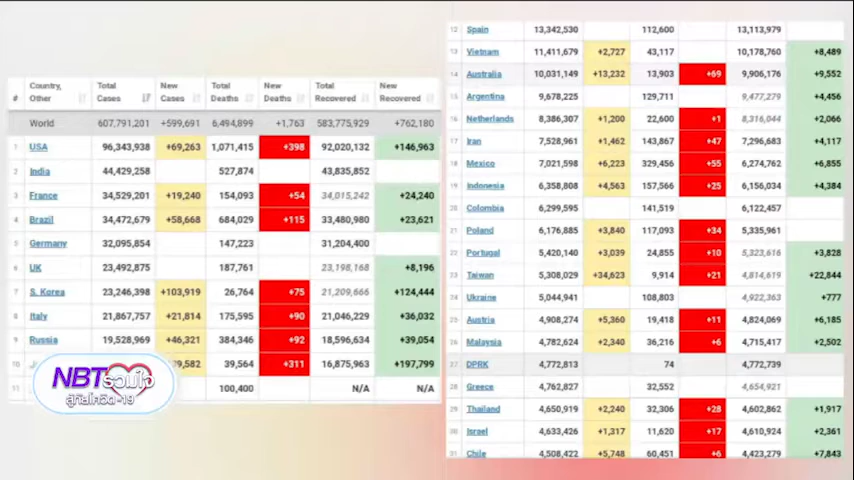 # Country, Other Total Cases New Cases Total Deaths New Deaths Total Recovered New Recovered
World 607,791,201 +599,691 6,494,899 +1,763 583,775,929 +762,180
1 USA 96,343,938 +69,263 1,071,415 +398 92,020,132 +146,963
2 India 44,429,258 527,874 43,835,852
3 France 34,529,201 +19,240 154,093 +54 34,015,242 +24,240
4 Brazil 34,472,679 +58,668 684,029 +115 33,480,980 +23,621
5 Germany 32,095,854 147,223 31,204,400
6 UK 23,492,875 187,761 23,198,168 +8,196
7 S. Korea 23,246,398 +103,919 26,764 +75 21,209,666 +124,444
8 Italy 21,867,757 +21,814 175,595 +90 21,046,229 +36,032
9 Russia 19,528,969 +46,321 384,346 +92 18,596,634 +39,054
10 39,564 +311 16,875,963 +197,799
11 100,400 N/A N/A
NBT รวมใจ
สู้ภัยโควิด-19
12 Spain 13,342,530 112,600 13,113,979
13 Vietnam 11,411,679 +2,727 43,117 10,178,760 +8,489
14 Australia 10,031,149 +13,232 13,903 +69 9,906,176 +9,552
15 Argentina 9,678,225 129,711 9,477,279 +4,456
16 Netherlands 8,386,307 +1,200 22,600 +1 8,316,044 +2,066
17 Iran 7,528,961 +1,462 143,867 +47 7,296,683 +4,117
18 Mexico 7,021,598 +6,223 329,456 +55 6,274,762 +6,855
19 Indonesia 6,358,808 +4,563 157,566 +25 6,156,034 +4,384
20 Colombia 6,299,595 141,519 6,122,457
21 Poland 6,176,885 +3,840 117,093 +34 5,335,961
22 Portugal 5,420,140 +3,039 24,855 +10 5,323,616 +3,828
23 Taiwan 5,308,029 +34,623 9,914 +21 4,814,619 +22,844
24 Ukraine 5,044,941 108,803 4,922,363 +777
25 Austria 4,908,274 +5,360 19,418 +11 4,824,069 +6,185
26 Malaysia 4,782,624 +2,340 36,216 +6 4,715,417 +2,502
27 DPRK 4,772,813 74 4,772,739
28 Greece 4,762,827 32,552 4,654,921
29 Thailand 4,650,919 +2,240 32,306 +28 4,602,862 +1,917
30 Israel 4,633,426 +1,317 11,620 +17 4,610,924 +2,361
31 Chile 4,508,422 +5,748 60,451 +6 4,423,279 +7,843